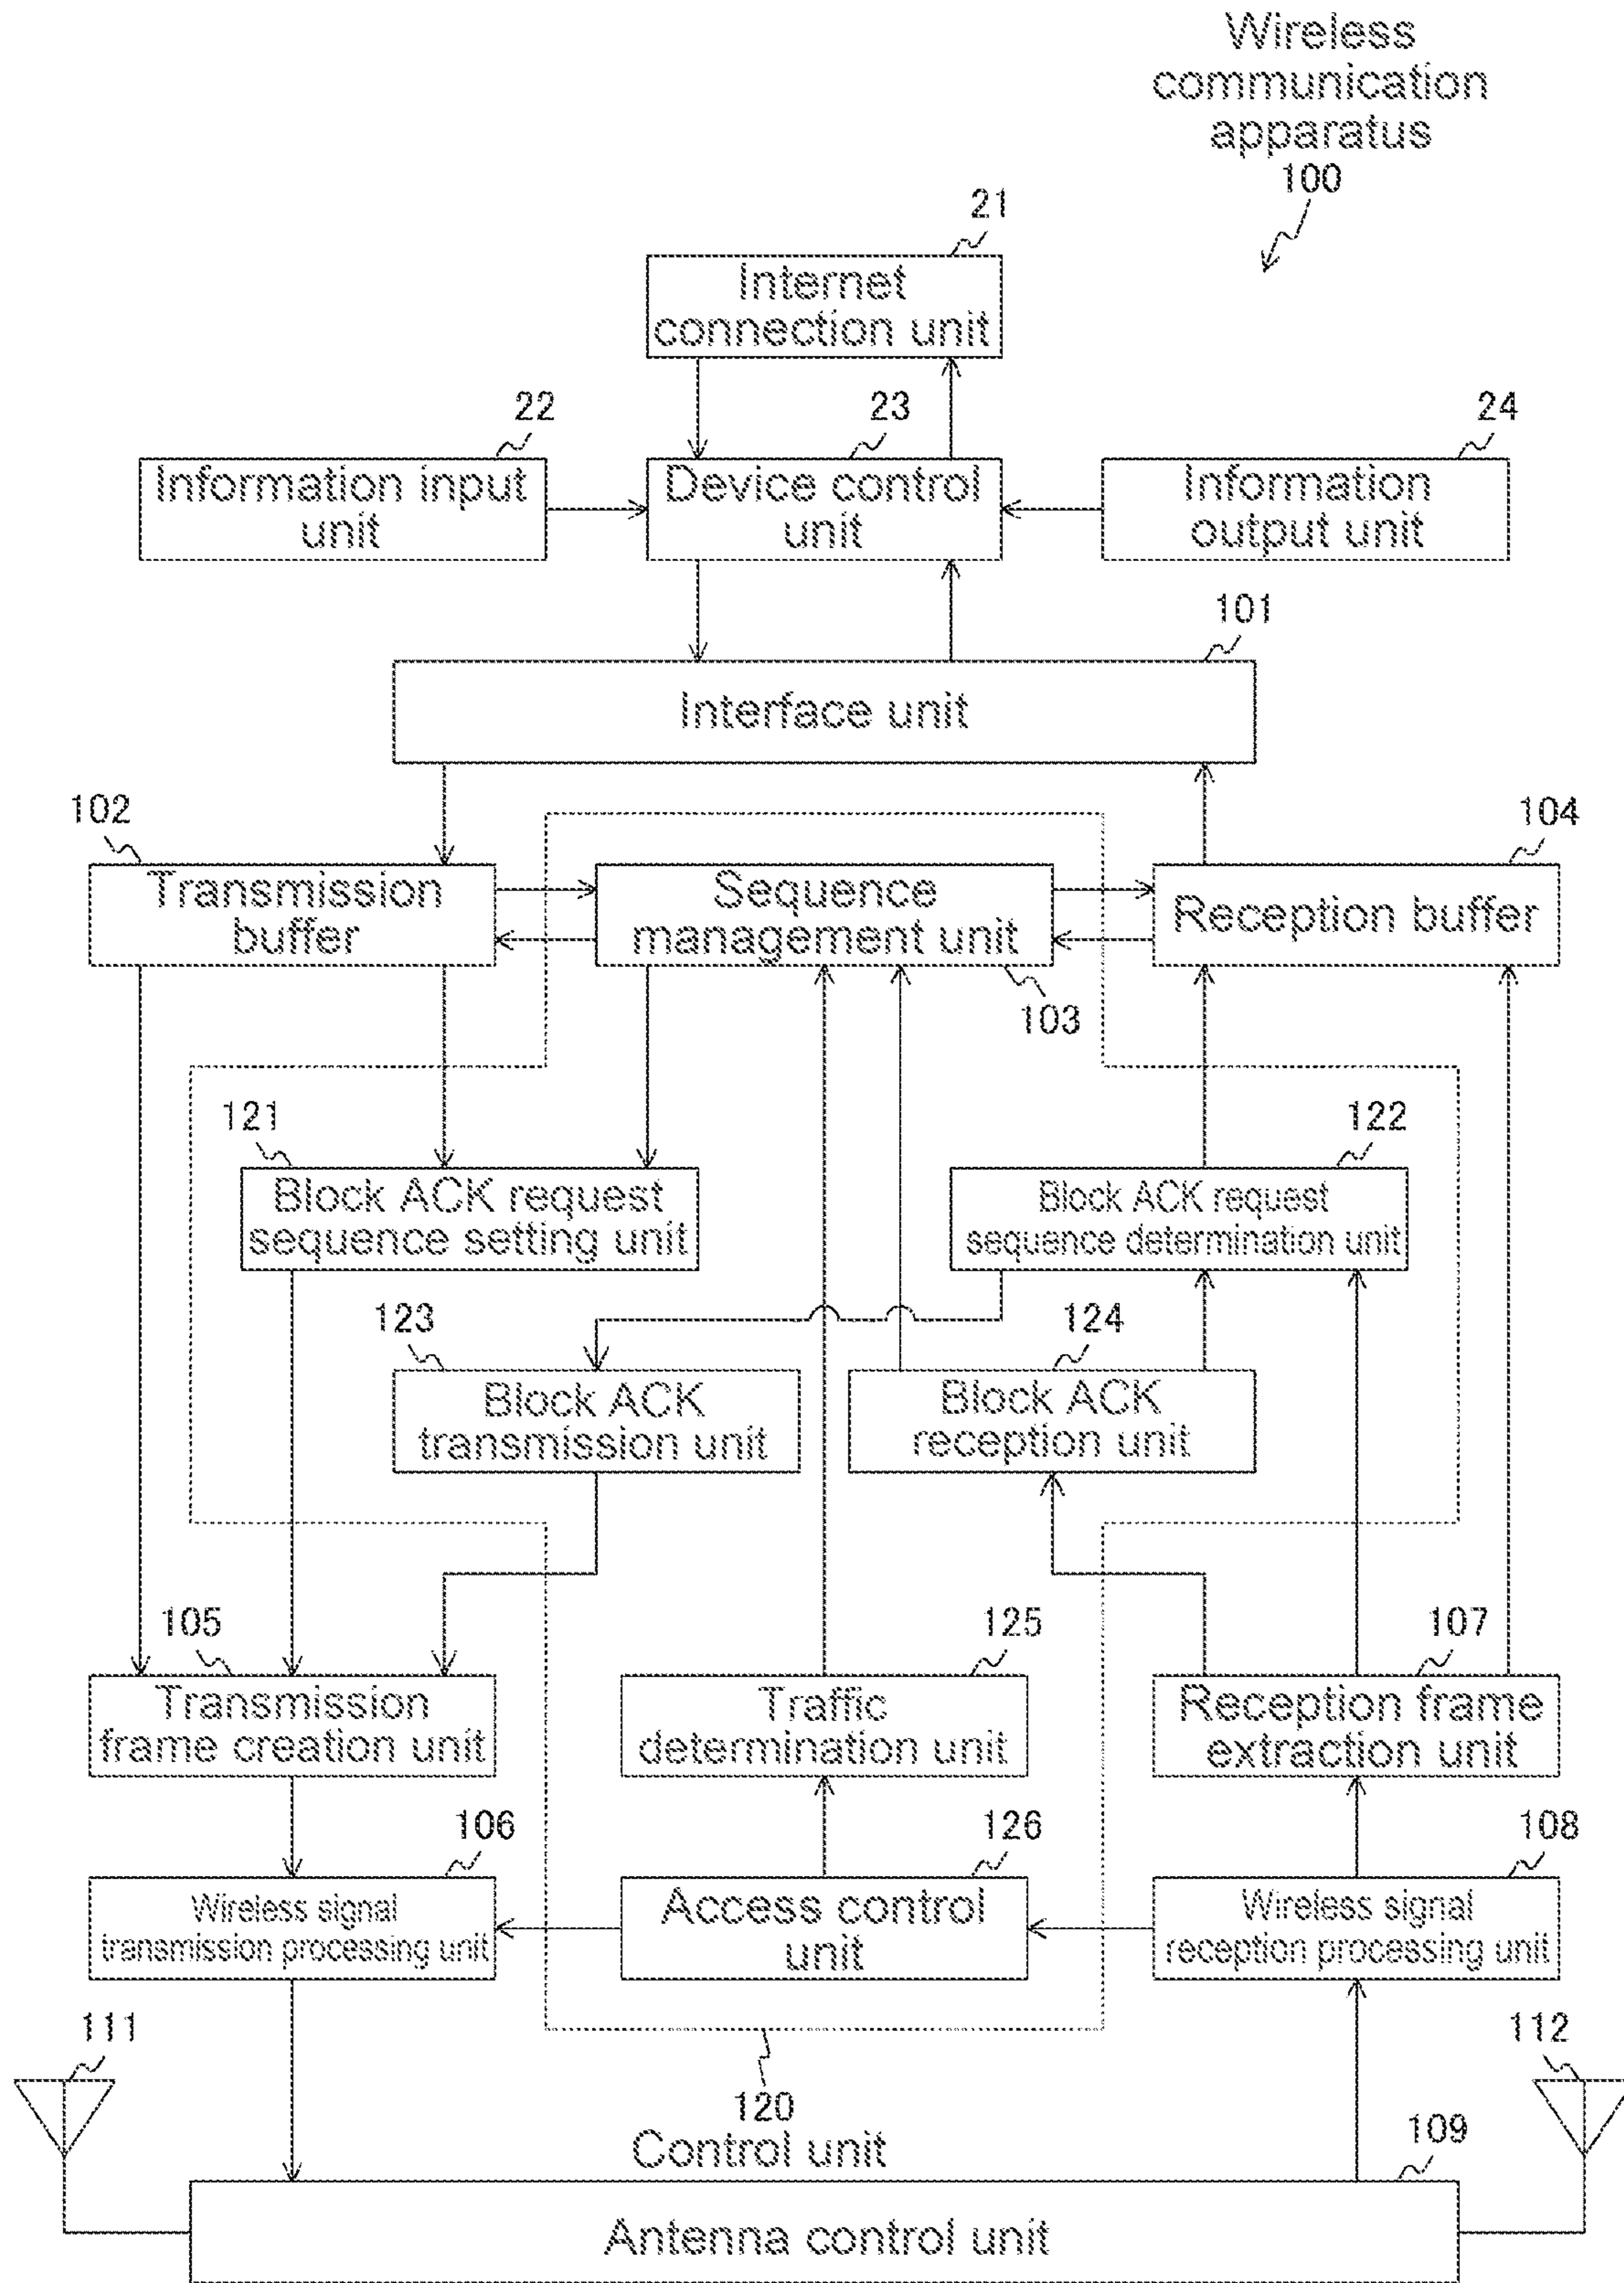 Wireless
communication
apparatus
100
21
Internet
connection unit
22
23
24
Information input
unit
Device control
unit
Information
output unit
101
Interface unit
102
104
Transmission
buffer
Sequence
management unit
Reception buffer
103
121
122
Block ACK request
sequence setting unit
Block ACK request
sequence determination unit
123
124
Block ACK
transmission unit
Block ACK
reception unit
105
125
107
Transmission
frame creation unit
Traffic
determination unit
Reception frame
extraction unit
106
126
108
Wireless signal
transmission processing unit
Access control
unit
Wireless signal
reception processing unit
111
112
120
Control unit
109
Antenna control unit